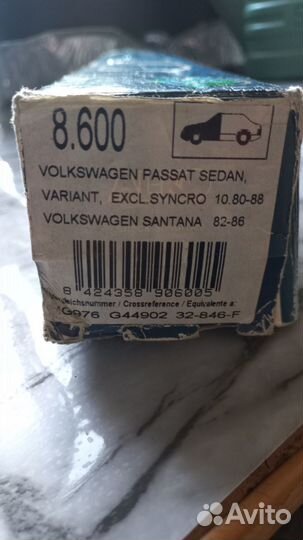 8.600
VOLKSWAGEN PASSAT SEDAN,
VARIANT, EXCL.SYNCRO 10.80-88
VOLKSWAGEN SANTANA 82-86
8 424358 906005
/ Crossreference / Equivalente a:
G44902 32-846-F
Avito